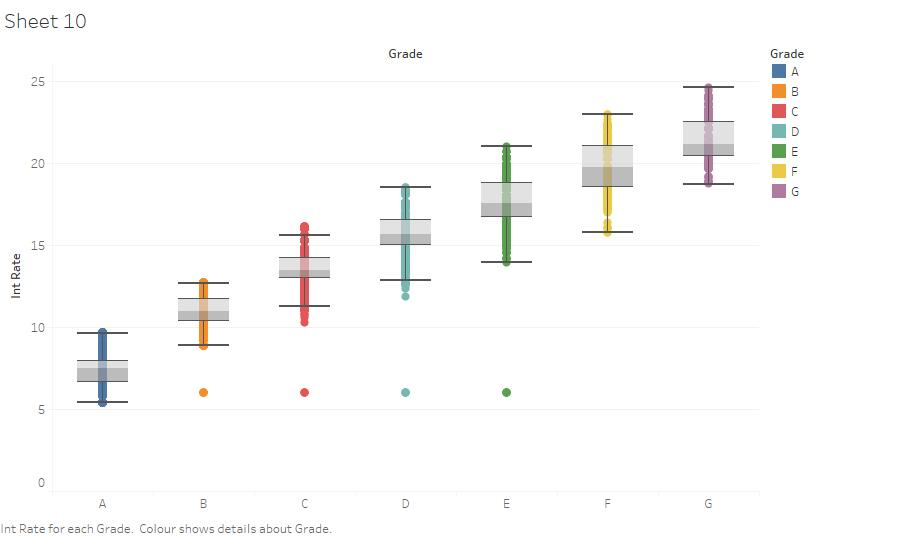 Sheet 10
Grade
Grade
A
B
C
D
E
F
G
25
20
15
10
5
0
Int Rate
A B C D E F G
Int Rate for each Grade.  Colour shows details about Grade.